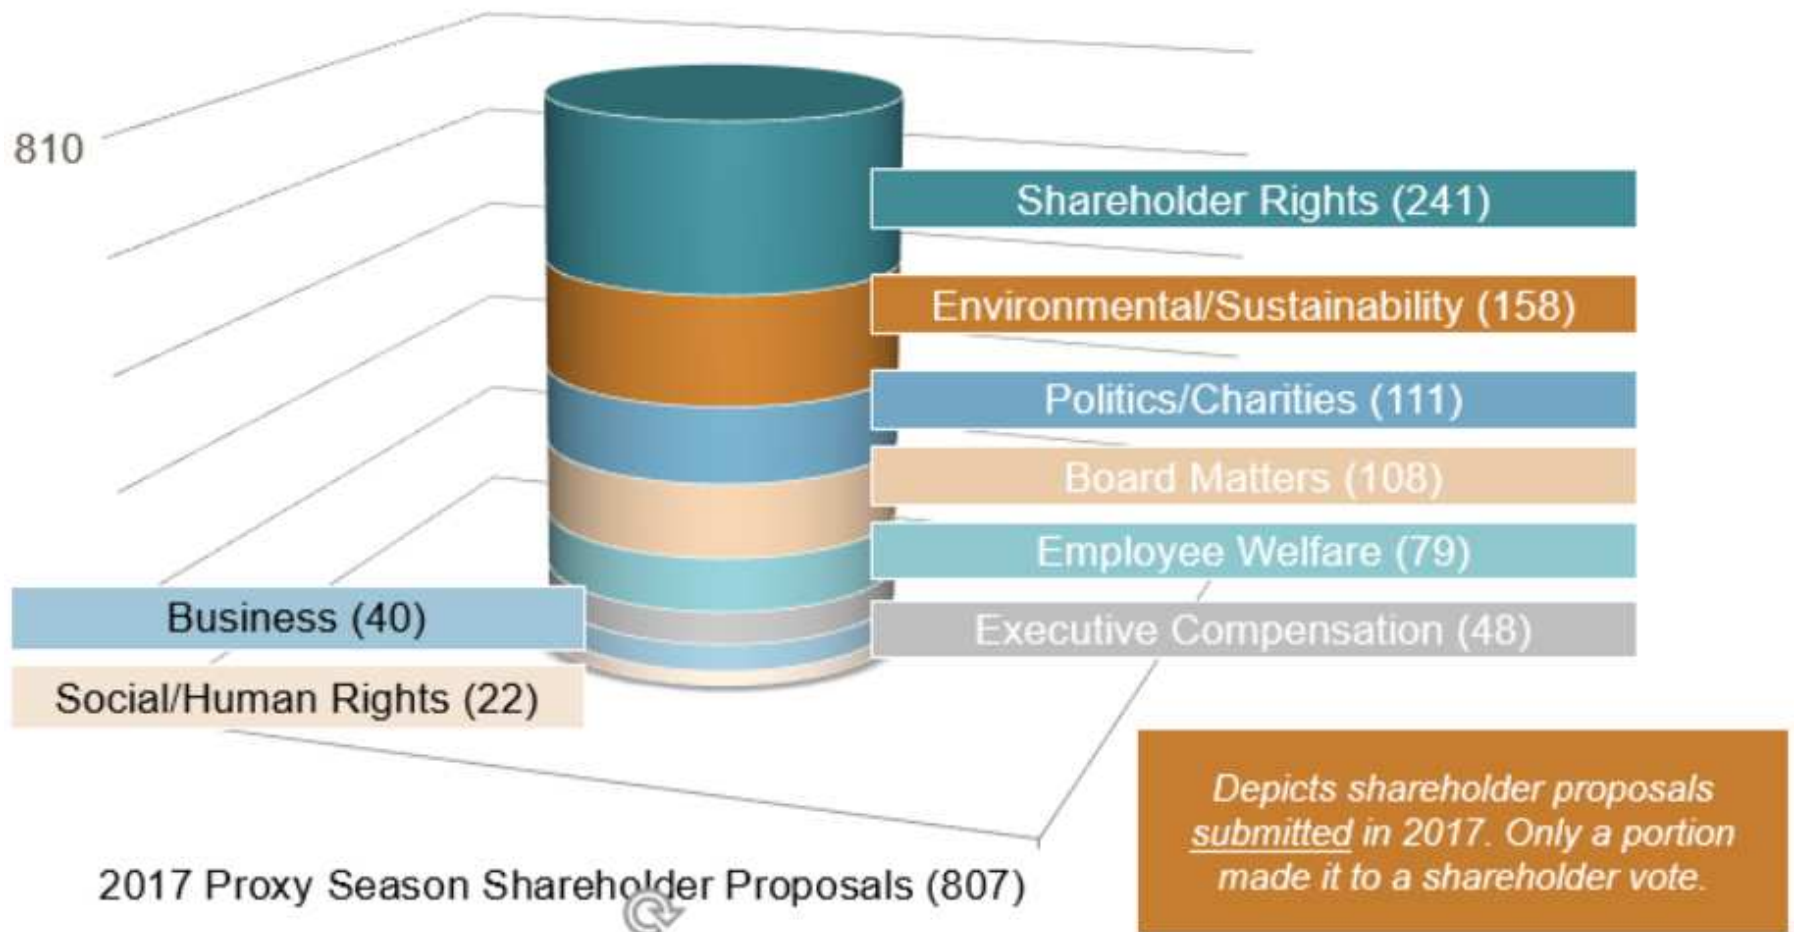 810
Shareholder Rights (241)
Environmental/Sustainability (158)
Politics/Charities (111)
Board Matters (108)
Employee Welfare (79)
Business (40)
Executive Compensation (48)
Social/Human Rights (22)
Depicts shareholder proposals
submitted in 2017. Only a portion
made it to a shareholder vote.
2017 Proxy Season Shareholder Proposals (807)